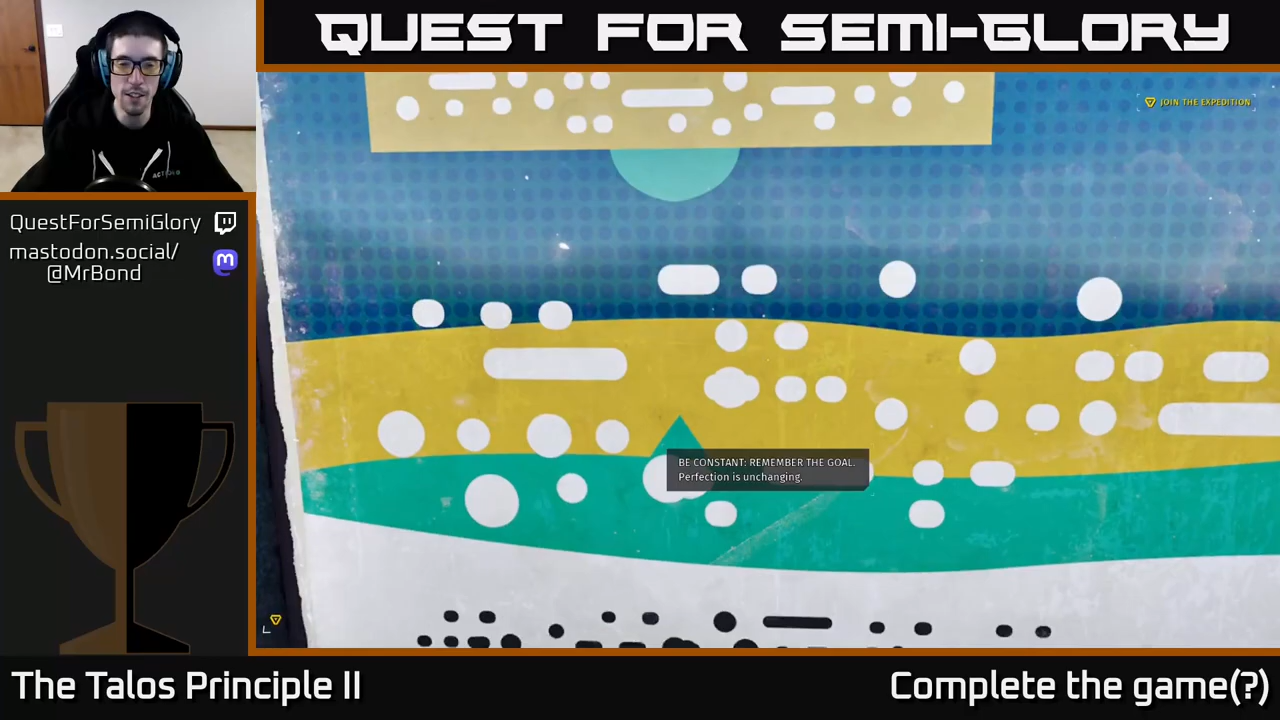 QUEST FOR SEMI-GLORY
JOIN THE EXPEDITION
QuestForSemiGlory
mastodon.social/
@MrBond
BE CONSTANT: REMEMBER THE GOAL.
Perfection is unchanging.
The Talos Principle II
Complete the game(?)